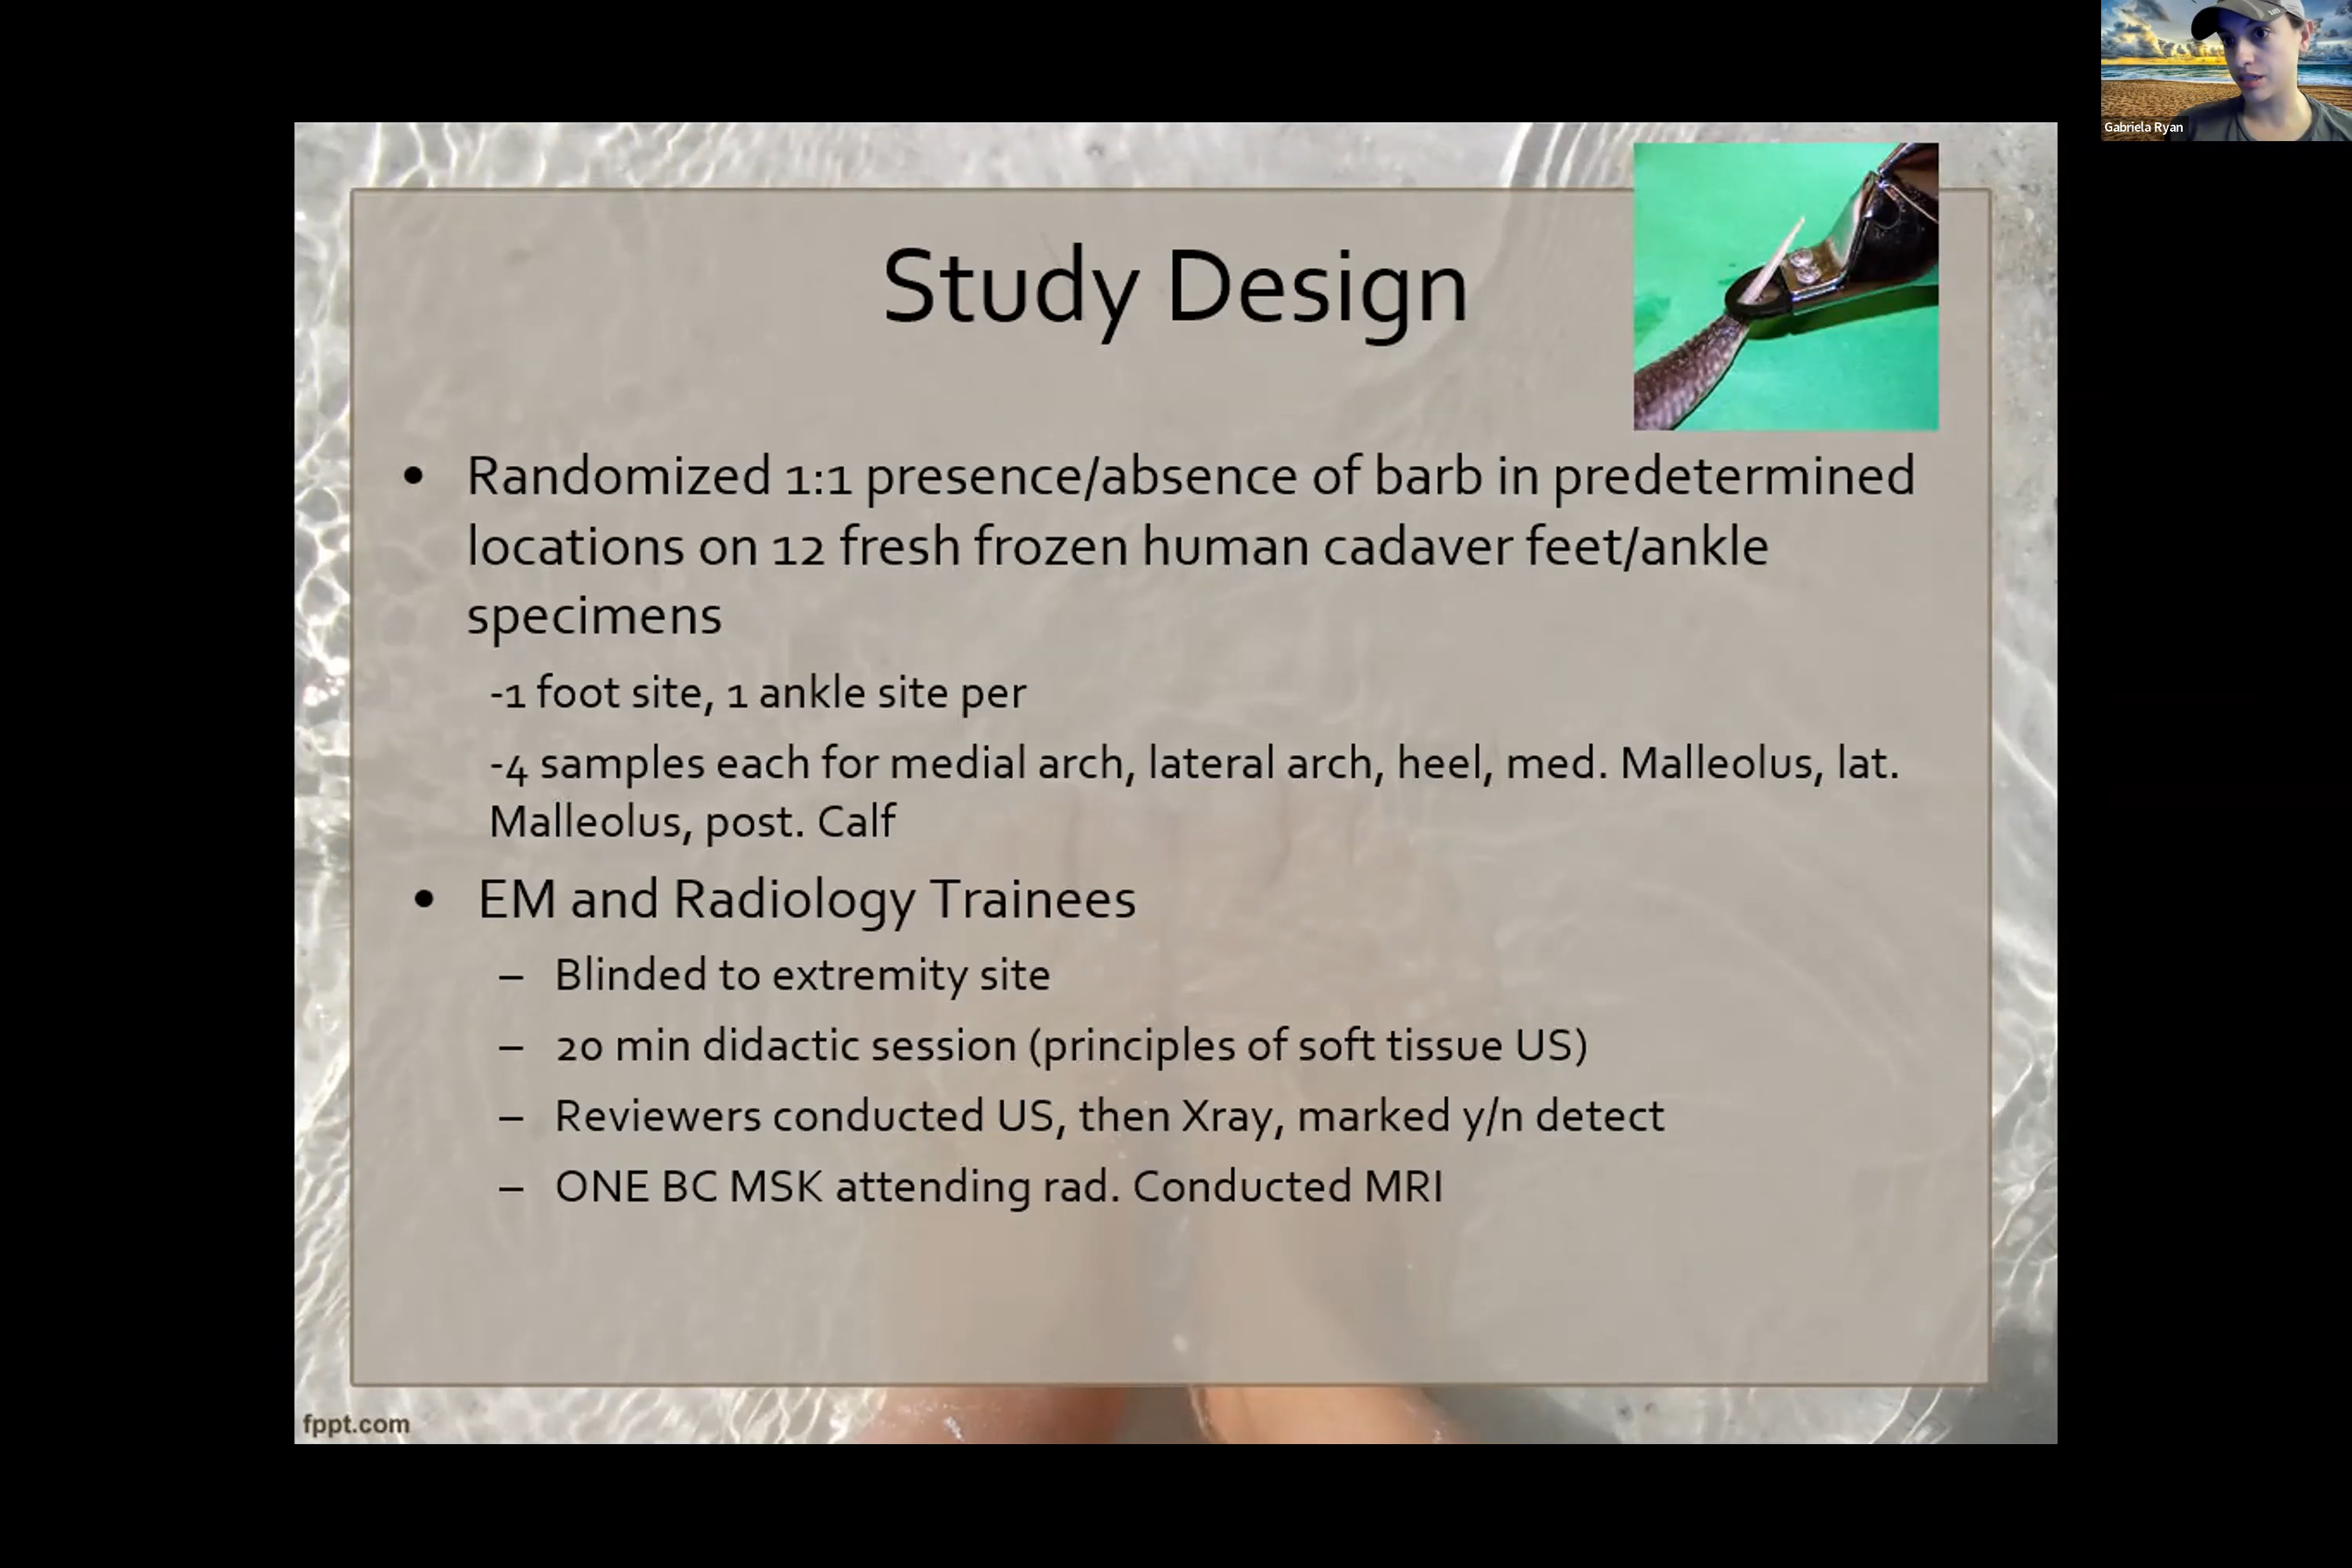 Gabriela Ryan
Study Design
• Randomized 1:1 presence/absence of barb in predetermined
locations on 12 fresh frozen human cadaver feet/ankle
specimens
-1 foot site, 1 ankle site per
-4 samples each for medial arch, lateral arch, heel, med. Malleolus, lat.
Malleolus, post. Calf
• EM and Radiology Trainees
– Blinded to extremity site
– 20 min didactic session (principles of soft tissue US)
– Reviewers conducted US, then Xray, marked y/n detect
– ONE BC MSK attending rad. Conducted MRI
fppt.com